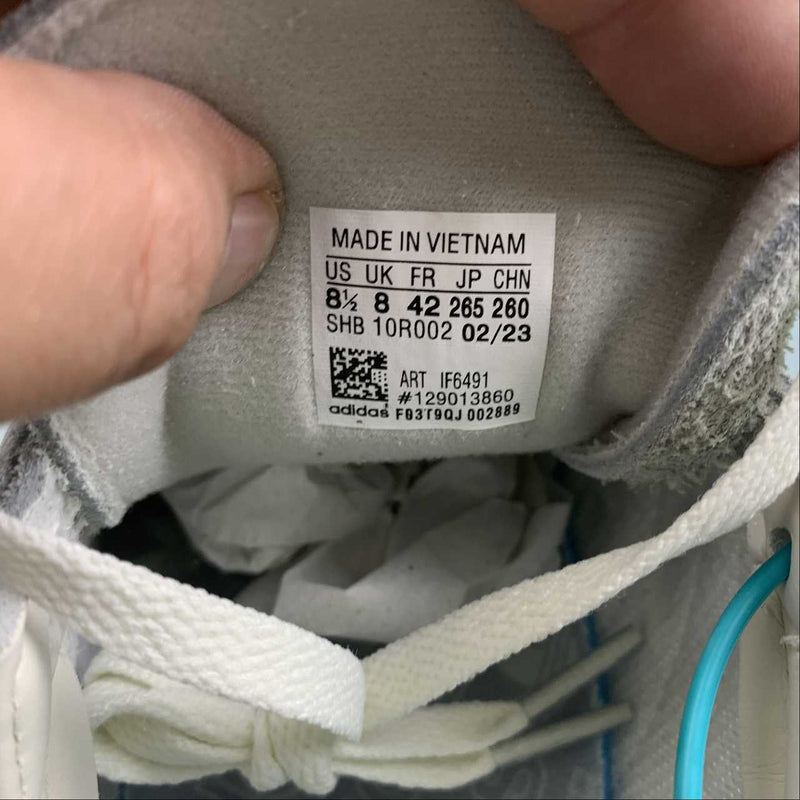 MADE IN VIETNAM
US UK FR JP CHN
8½ 8 42 265 260
SHB 10R002 02/23
ART IF6491
#129013860
adidas F03T9QJ 002889